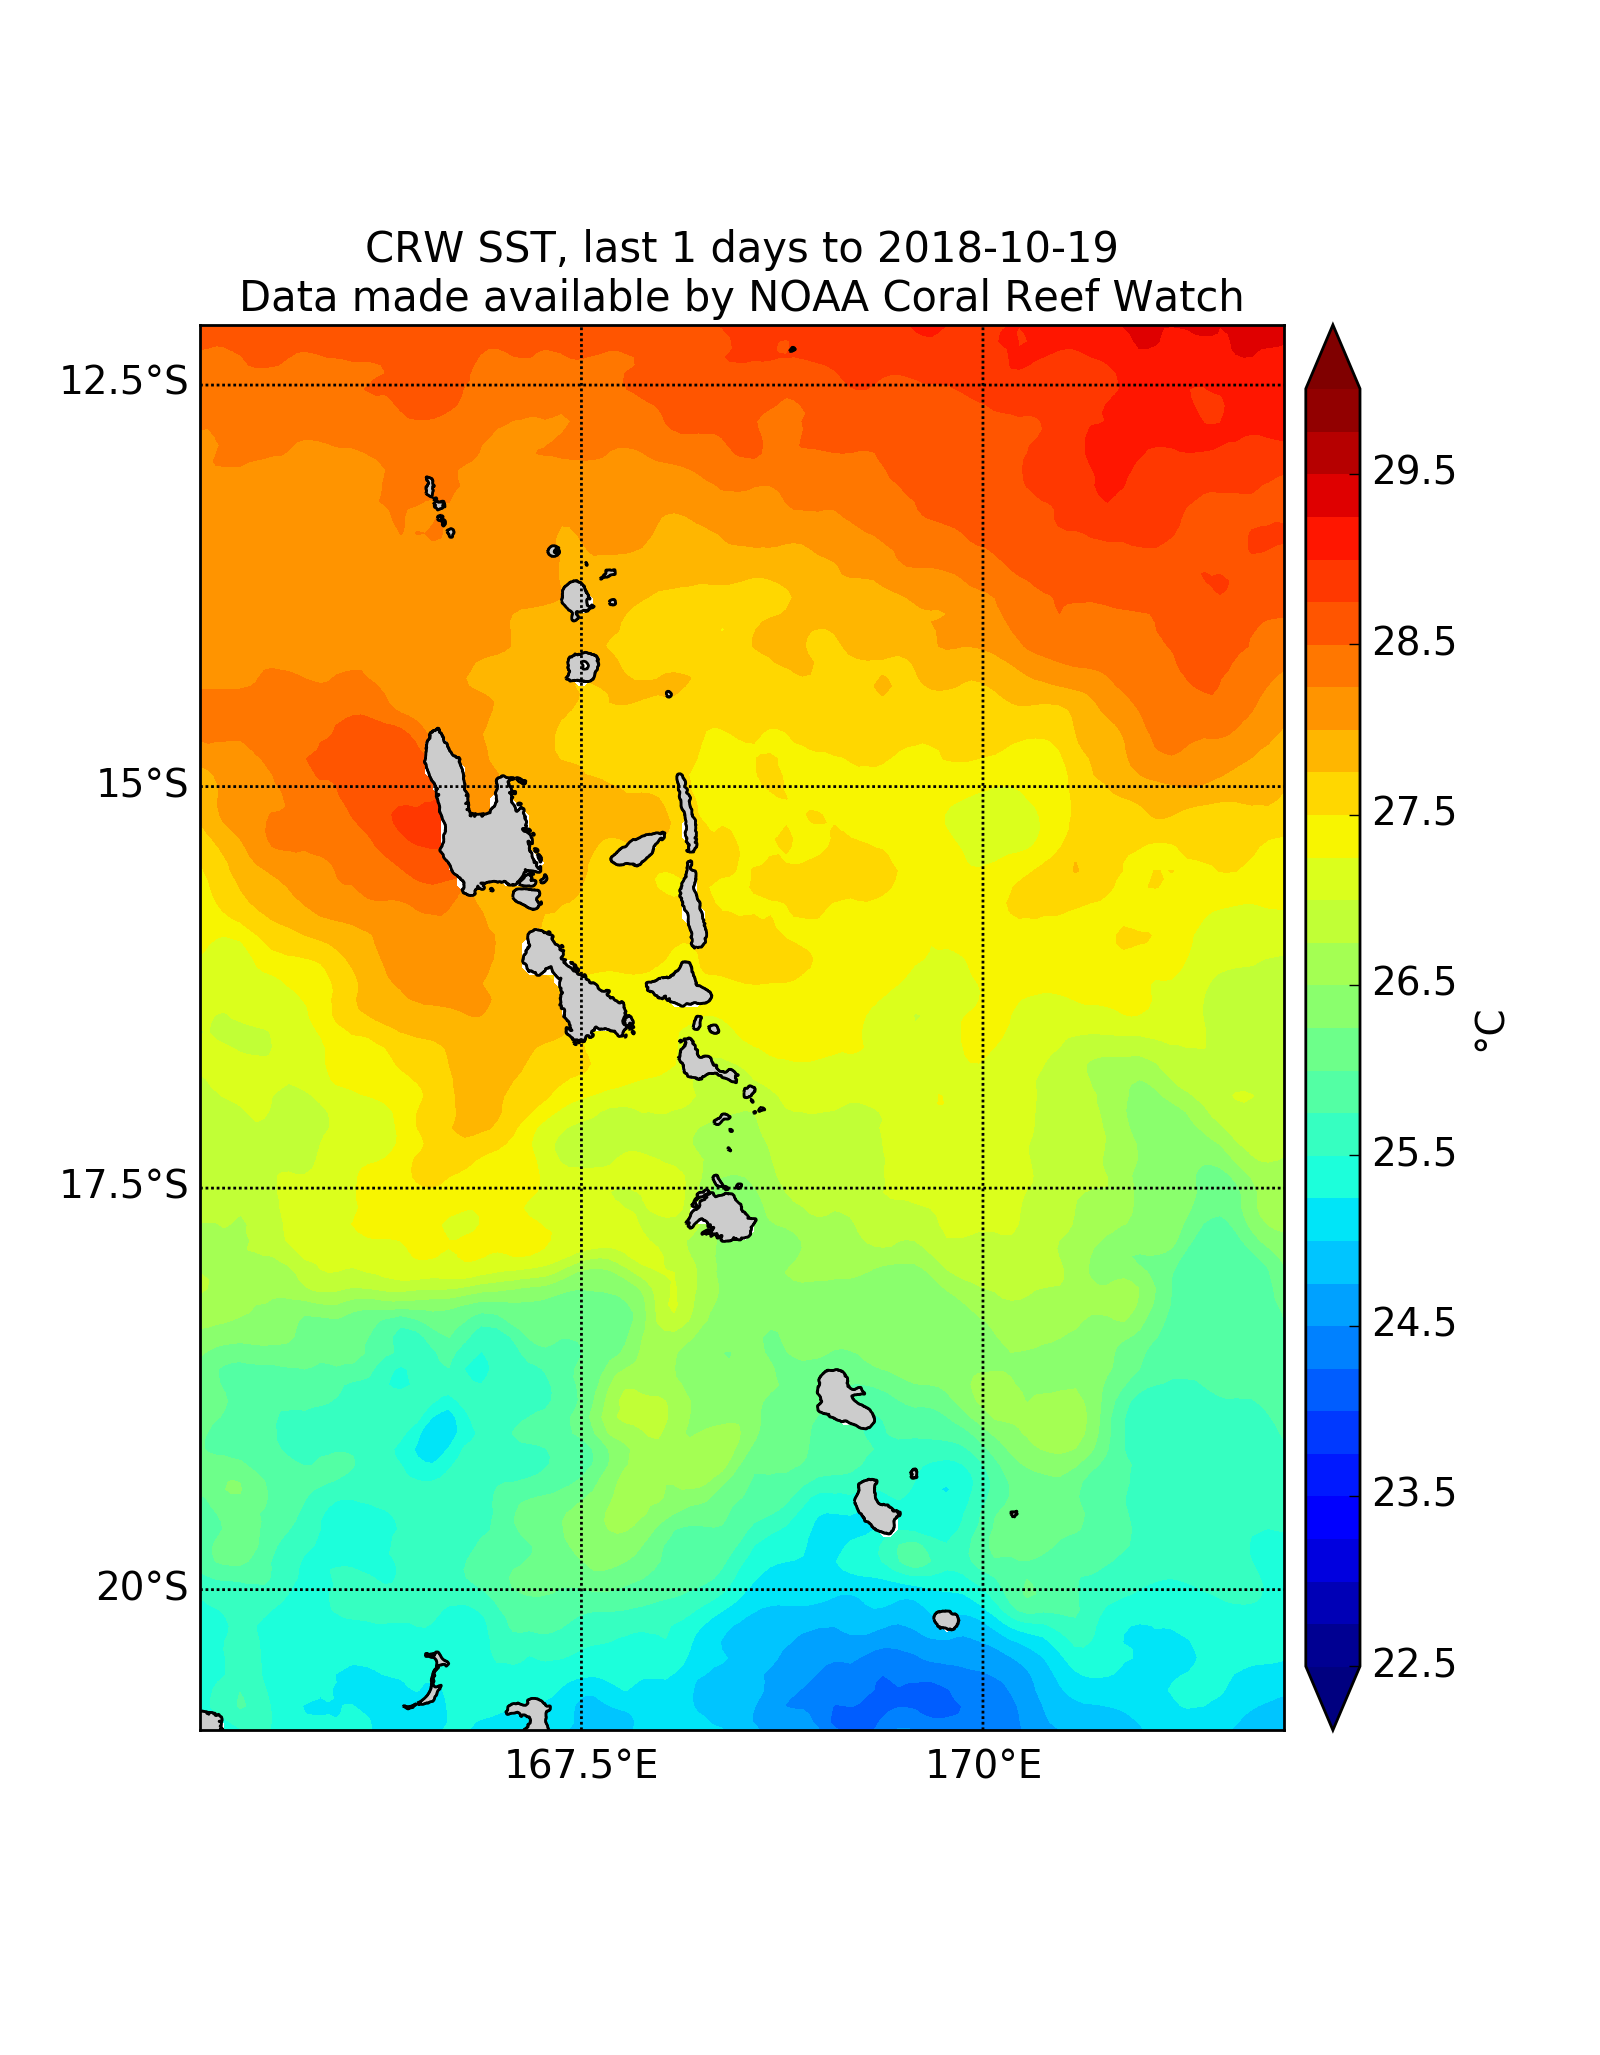 CRW SST, last 1 days to 2018-10-19
Data made available by NOAA Coral Reef Watch
12.5°S
15°S
17.5°S
20°S
167.5°E
170°E
29.5
28.5
27.5
26.5
25.5
24.5
23.5
22.5
°C